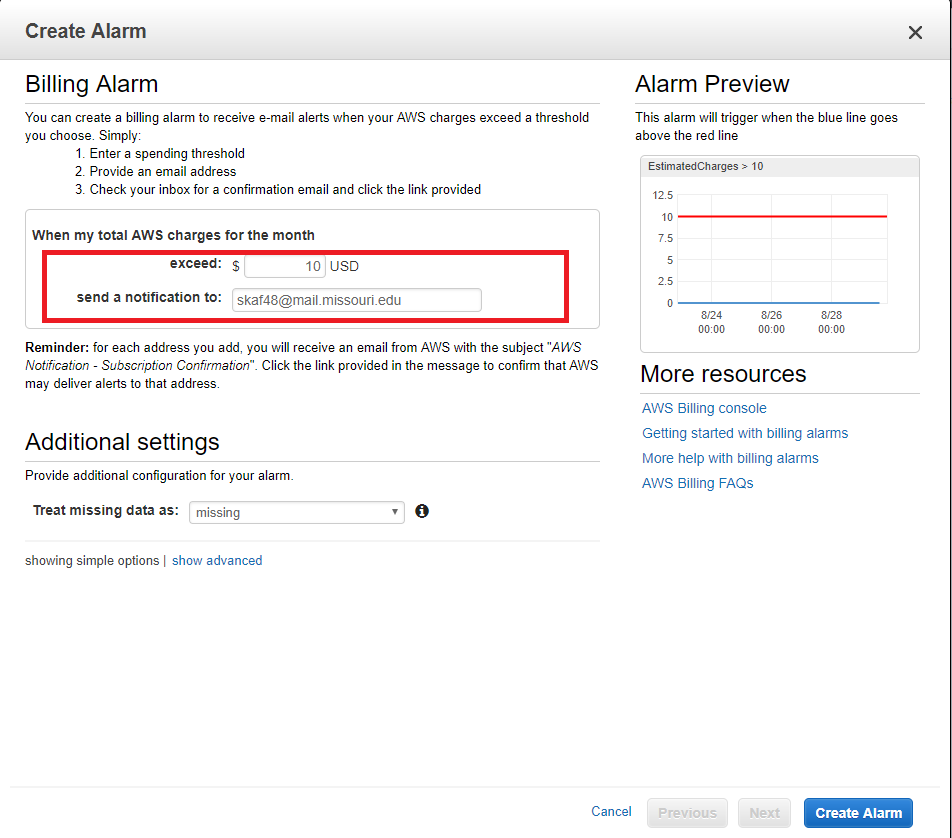 Create Alarm
Billing Alarm
You can create a billing alarm to receive e-mail alerts when your AWS charges exceed a threshold
you choose. Simply:
1. Enter a spending threshold
2. Provide an email address
3. Check your inbox for a confirmation email and click the link provided
When my total AWS charges for the month
exceed: $ 10 USD
send a notification to: skaf48@mail.missouri.edu
Reminder: for each address you add, you will receive an email from AWS with the subject "AWS
Notification - Subscription Confirmation". Click the link provided in the message to confirm that AWS
may deliver alerts to that address.
Additional settings
Provide additional configuration for your alarm.
Treat missing data as: missing
showing simple options | show advanced
Alarm Preview
This alarm will trigger when the blue line goes
above the red line
EstimatedCharges > 10
12.5
10
7.5
5
2.5
0
8/24 8/26 8/28
00:00 00:00 00:00
More resources
AWS Billing console
Getting started with billing alarms
More help with billing alarms
AWS Billing FAQs
Cancel Previous Next Create Alarm